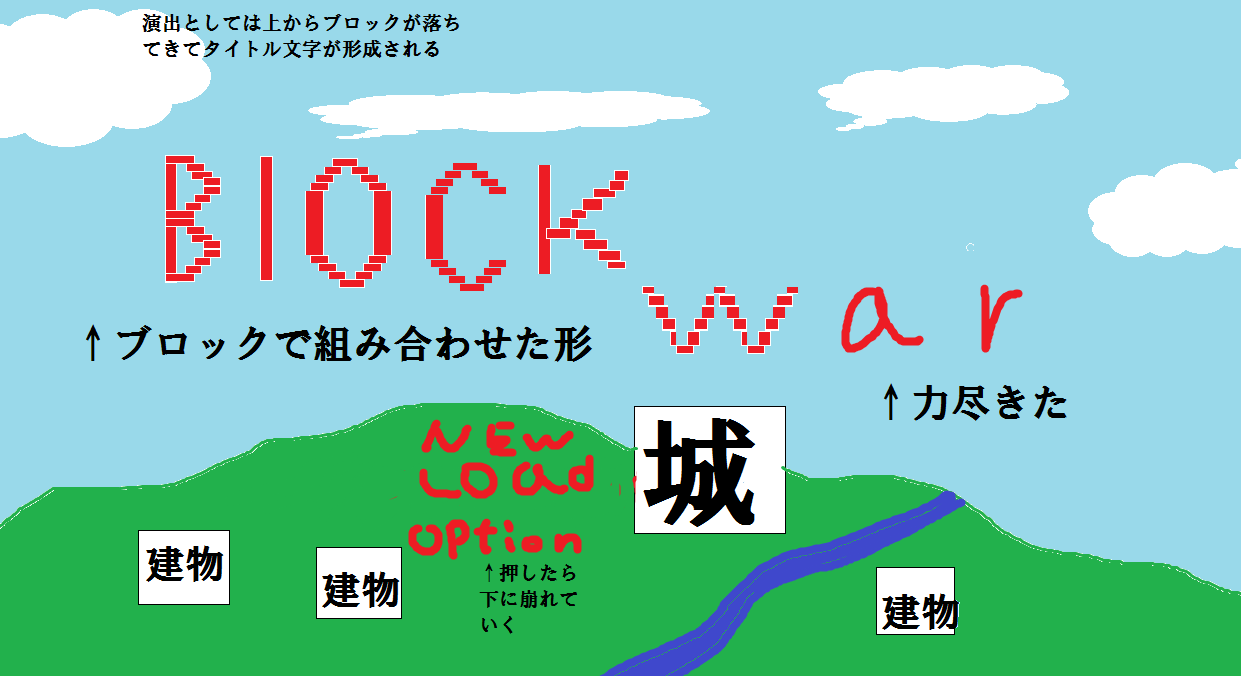 演出としては上からブロックが落ち
てきてタイトル文字が形成される
BlOCK
war
↑ブロックで組み合わせた形
↑力尽きた
NEW
LOad
OPtion
城
建物
建物
↑押したら
下に崩れて
いく
建物